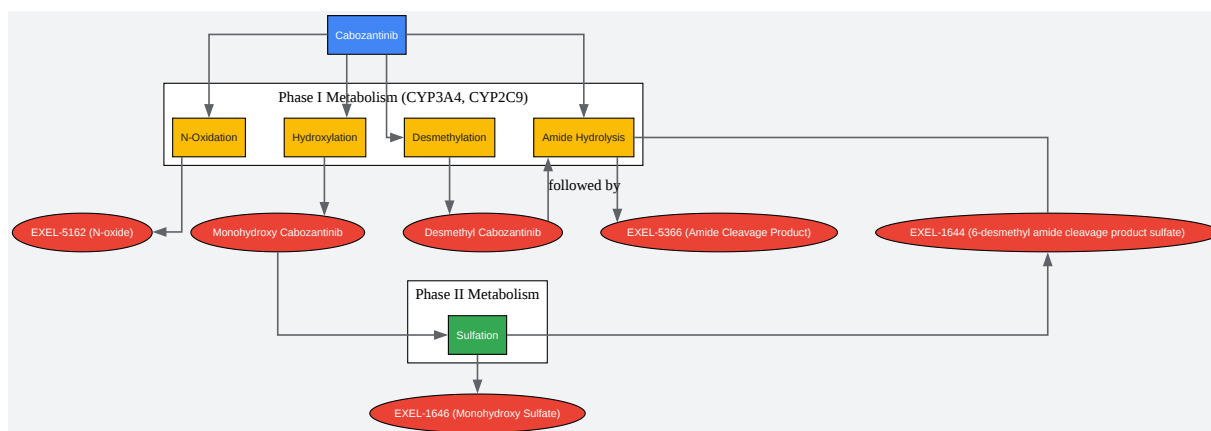 Cabozantinib
Phase I Metabolism (CYP3A4, CYP2C9)
N-Oxidation
Hydroxylation
Desmethylation
Amide Hydrolysis
followed by
EXEL-5162 (N-oxide)
Monohydroxy Cabozantinib
Desmethyl Cabozantinib
EXEL-5366 (Amide Cleavage Product)
EXEL-1644 (6-desmethyl amide cleavage product sulfate)
Phase II Metabolism
Sulfation
EXEL-1646 (Monohydroxy Sulfate)